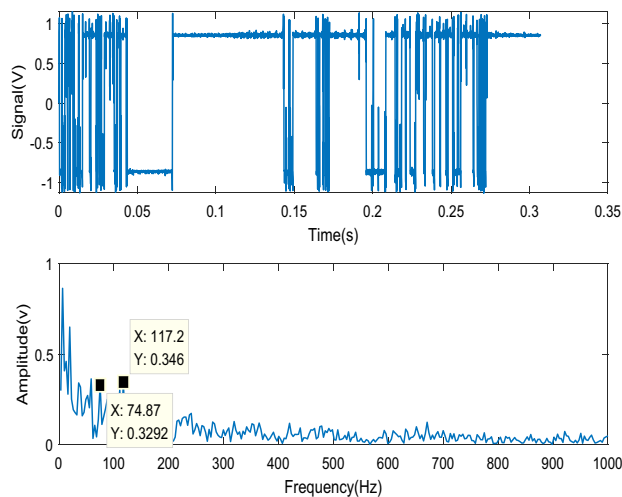 Signal(V)
1
0.5
0
-0.5
-1
0 0.05 0.1 0.15 0.2 0.25 0.3 0.35
Time(s)
Amplitude(v)
1
0.5
0
X: 117.2
Y: 0.346
X: 74.87
Y: 0.3292
0 100 200 300 400 500 600 700 800 900 1000
Frequency(Hz)